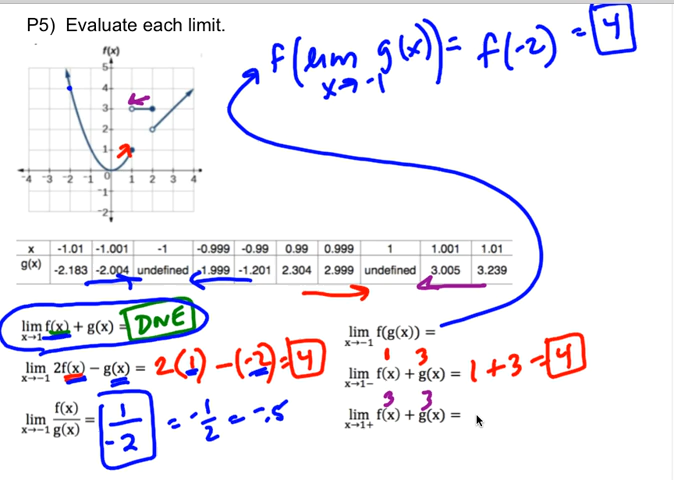 P5) Evaluate each limit.
f(lim x→-1 g(x)) = f(-2) = 4
f(x)
5
4
3
2
1
-4 -3 -2 -1 0 1 2 3 4
-1
-2
x -1.01 -1.001 -1 -0.999 -0.99 0.99 0.999 1 1.001 1.01
g(x) -2.183 -2.004 undefined -1.999 -1.201 2.304 2.999 undefined 3.005 3.239
lim x→1 f(x) + g(x) = DNE
lim x→-1 f(g(x)) =
lim x→-1 2f(x) − g(x) = 2(1) - (-2) = 4
1 3
lim x→1- f(x) + g(x) = 1 + 3 = 4
lim x→-1 f(x)/g(x) = 1/-2 = -1/2 = -.5
3 3
lim x→1+ f(x) + g(x) =